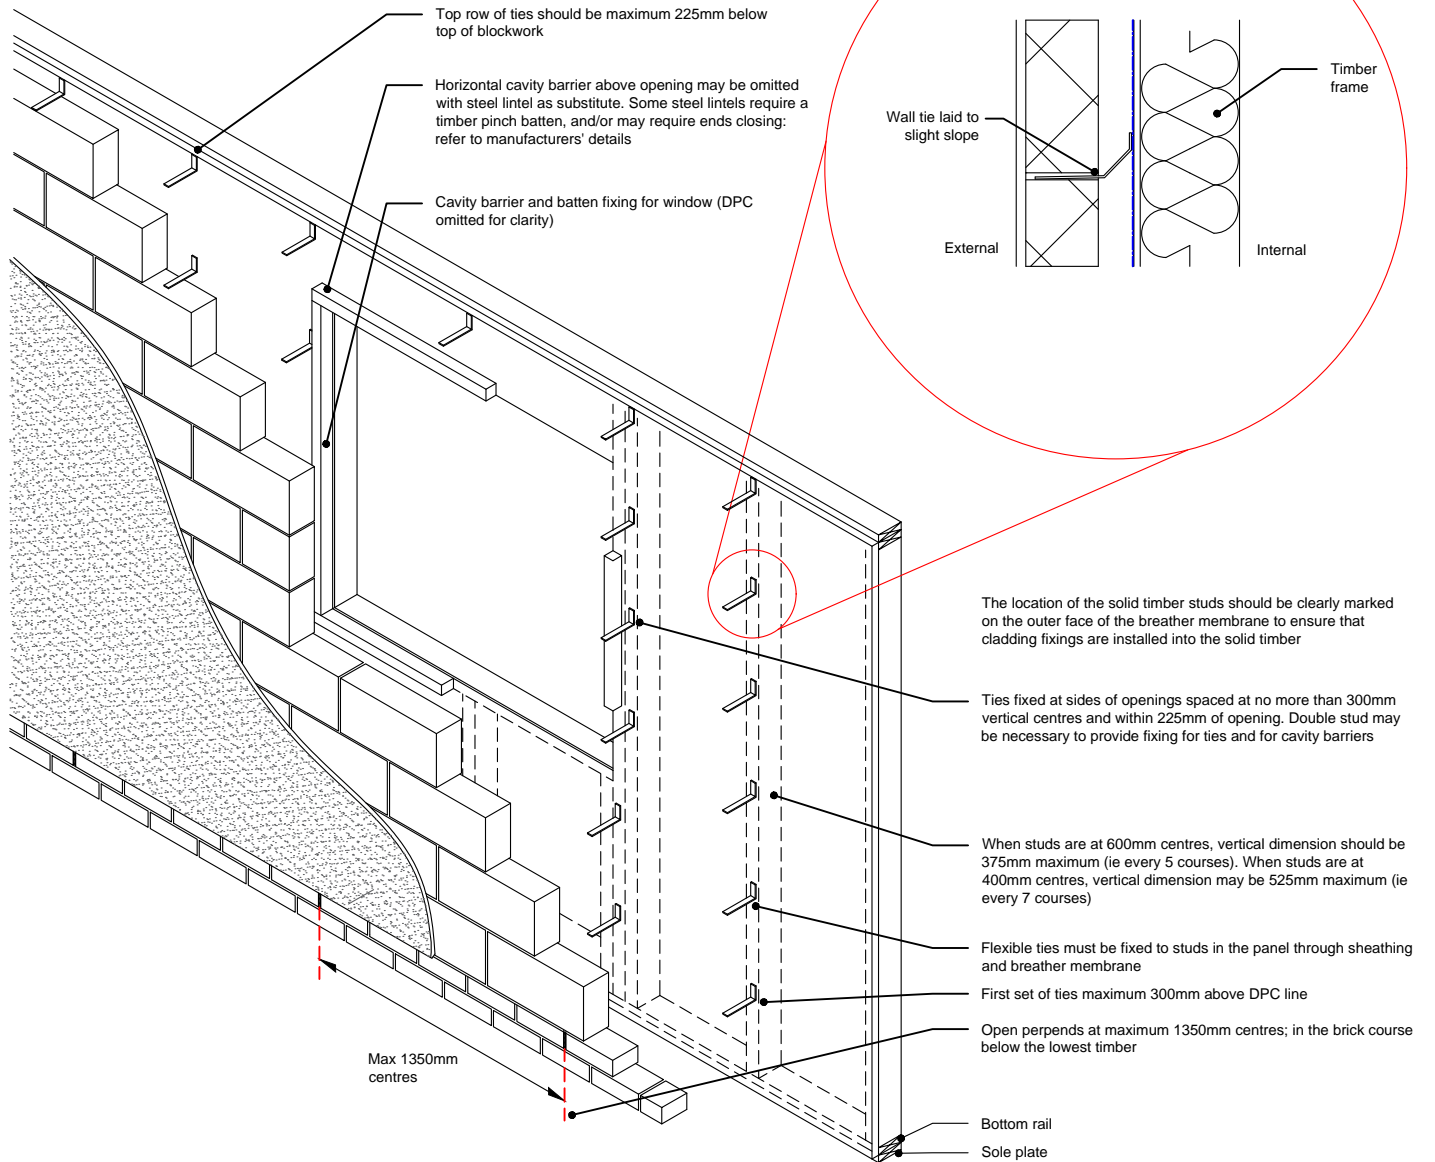 Top row of ties should be maximum 225mm below
top of blockwork
Horizontal cavity barrier above opening may be omitted
with steel lintel as substitute. Some steel lintels require a
timber pinch batten, and/or may require ends closing:
refer to manufacturers' details
Cavity barrier and batten fixing for window (DPC
omitted for clarity)
Timber
frame
Wall tie laid to
slight slope
External
Internal
The location of the solid timber studs should be clearly marked
on the outer face of the breather membrane to ensure that
cladding fixings are installed into the solid timber
Ties fixed at sides of openings spaced at no more than 300mm
vertical centres and within 225mm of opening. Double stud may
be necessary to provide fixing for ties and for cavity barriers
When studs are at 600mm centres, vertical dimension should be
375mm maximum (ie every 5 courses). When studs are at
400mm centres, vertical dimension may be 525mm maximum (ie
every 7 courses)
Flexible ties must be fixed to studs in the panel through sheathing
and breather membrane
First set of ties maximum 300mm above DPC line
Open perpends at maximum 1350mm centres; in the brick course
below the lowest timber
Max 1350mm
centres
Bottom rail
Sole plate